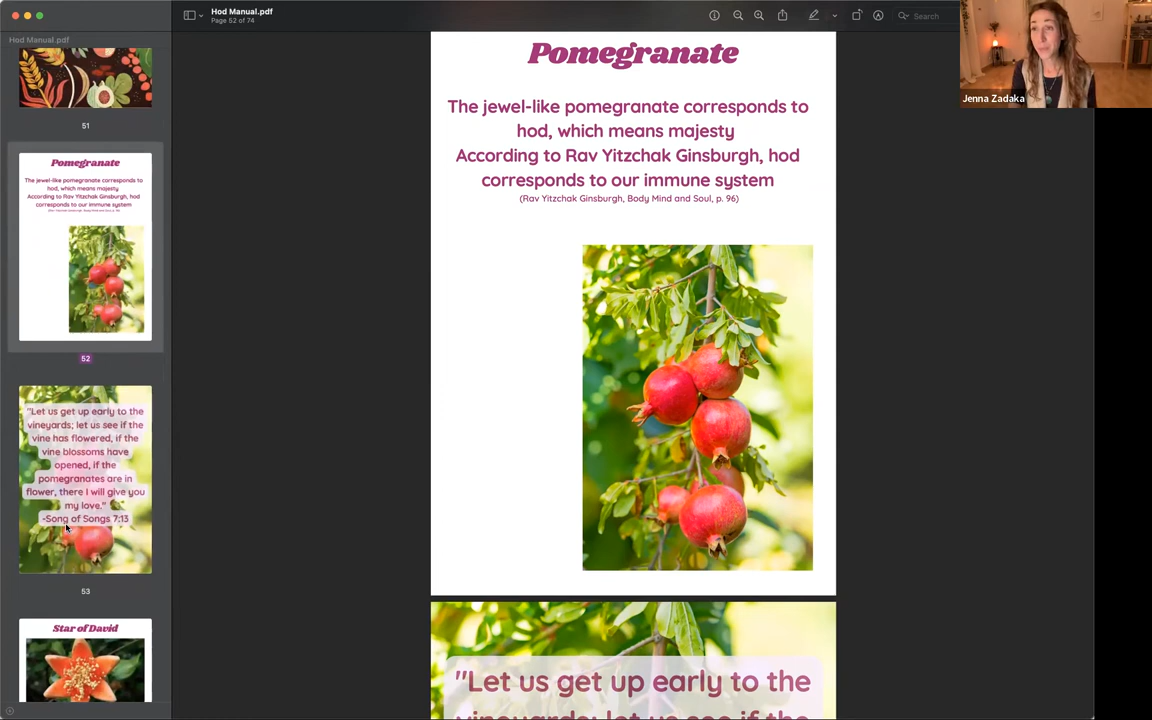 Hod Manual.pdf
Page 52 of 74
Search
Jenna Zadaka
Hod Manual.pdf
51
Pomegranate
The jewel-like pomegranate corresponds to
hod, which means majesty
According to Rav Yitzchak Ginsburgh, hod
corresponds to our immune system
52
"Let us get up early to the
vineyards; let us see if the
vine has flowered, if the
vine blossoms have
opened, if the
pomegranates are in
flower, there I will give you
my love."
-Song of Songs 7:13
53
Star of David
Pomegranate
The jewel-like pomegranate corresponds to
hod, which means majesty
According to Rav Yitzchak Ginsburgh, hod
corresponds to our immune system
(Rav Yitzchak Ginsburgh, Body Mind and Soul, p. 96)
"Let us get up early to the
vineyards; let us see if the